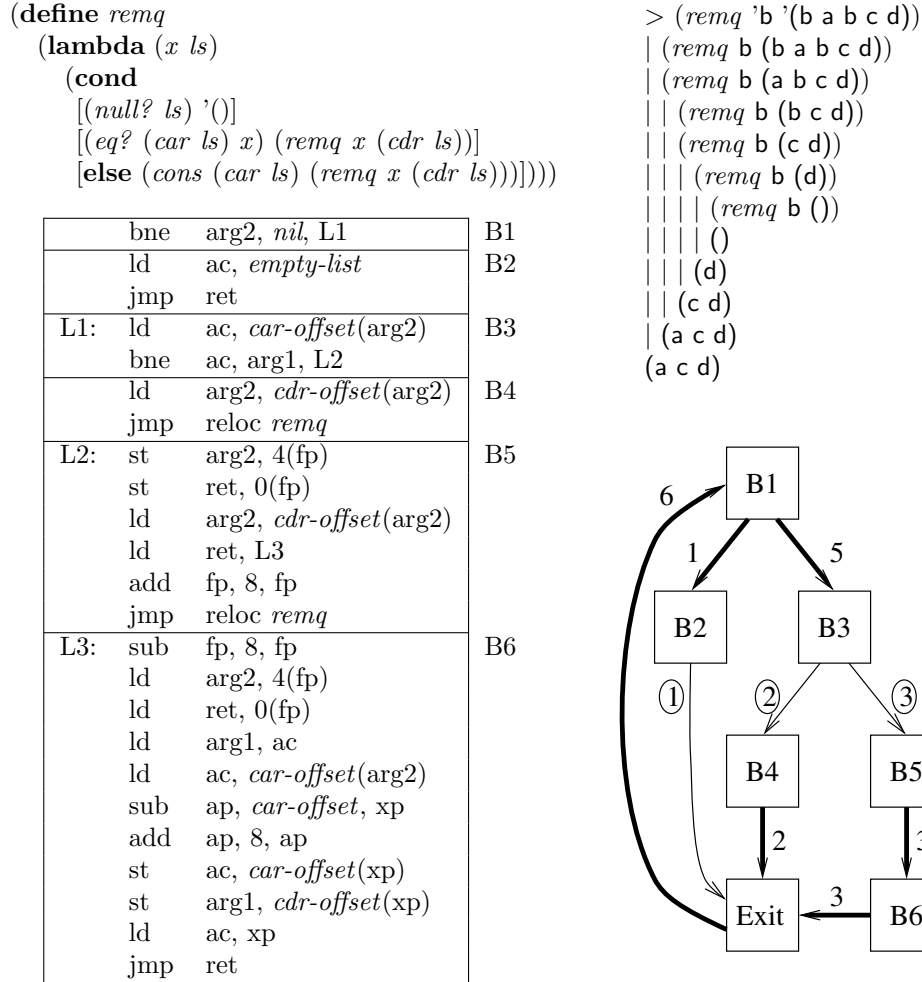 (define remq
(lambda (x ls)
(cond
[(null? ls) '()]
[(eq? (car ls) x) (remq x (cdr ls))]
[else (cons (car ls) (remq x (cdr ls)))])))
> (remq 'b '(b a b c d))
| (remq b (b a b c d))
| (remq b (a b c d))
| | (remq b (b c d))
| | (remq b (c d))
| | | (remq b (d))
| | | | (remq b ())
| | | | ()
| | | (d)
| | (c d)
| (a c d)
(a c d)
bne arg2, nil, L1 B1
ld ac, empty-list B2
jmp ret
L1: ld ac, car-offset(arg2) B3
bne ac, arg1, L2
ld arg2, cdr-offset(arg2) B4
jmp reloc remq
L2: st arg2, 4(fp) B5
st ret, 0(fp)
ld arg2, cdr-offset(arg2)
ld ret, L3
add fp, 8, fp
jmp reloc remq
L3: sub fp, 8, fp B6
ld arg2, 4(fp)
ld ret, 0(fp)
ld arg1, ac
ld ac, car-offset(arg2)
sub ap, car-offset, xp
add ap, 8, ap
st ac, car-offset(xp)
st arg1, cdr-offset(xp)
ld ac, xp
jmp ret
6 B1
1 5
B2 B3
1 2 3
B4 B5
2 3
Exit 3 B6